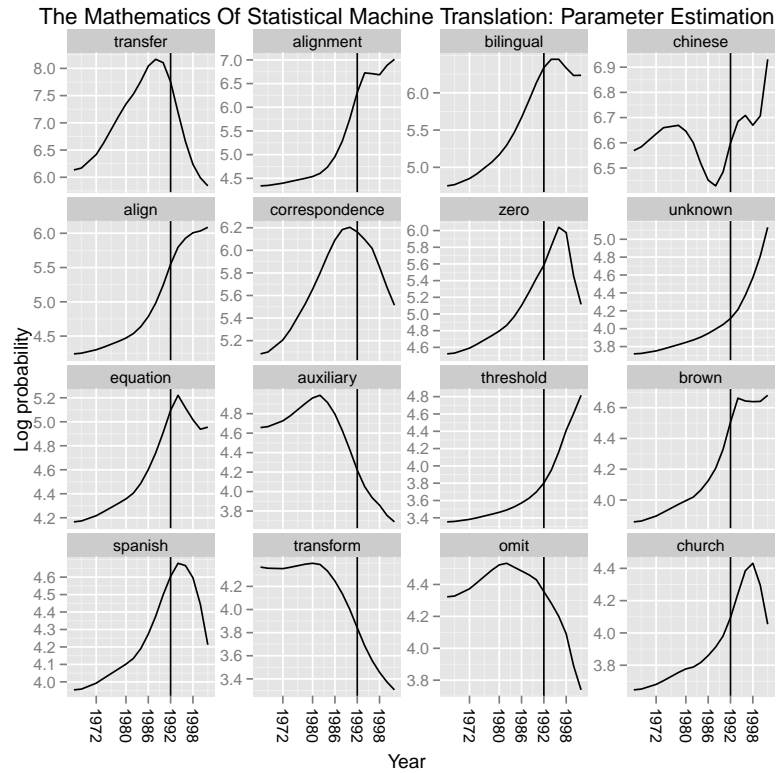 The Mathematics Of Statistical Machine Translation: Parameter Estimation
transfer alignment bilingual chinese
8.0 7.5 7.0 6.5 6.0
7.0 6.5 6.0 5.5 5.0 4.5
6.0 5.5 5.0
6.9 6.8 6.7 6.6 6.5
align correspondence zero unknown
6.0 5.5 5.0 4.5
6.2 6.0 5.8 5.6 5.4 5.2
6.0 5.8 5.6 5.4 5.2 5.0 4.8 4.6
5.0 4.8 4.6 4.4 4.2 4.0 3.8
Log probability
equation auxiliary threshold brown
5.2 5.0 4.8 4.6 4.4 4.2
4.8 4.6 4.4 4.2 4.0 3.8
4.8 4.6 4.4 4.2 4.0 3.8 3.6 3.4
4.6 4.4 4.2 4.0
spanish transform omit church
4.6 4.5 4.4 4.3 4.2 4.1 4.0
4.2 4.0 3.8 3.6 3.4
4.4 4.2 4.0 3.8
4.4 4.2 4.0 3.8
1972 1980 1986 1992 1998 1972 1980 1986 1992 1998 1972 1980 1986 1992 1998 1972 1980 1986 1992 1998
Year